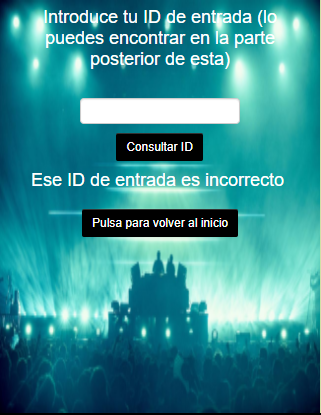 Introduce tu ID de entrada (lo
puedes encontrar en la parte
posterior de esta)
Consultar ID
Ese ID de entrada es incorrecto
Pulsa para volver al inicio